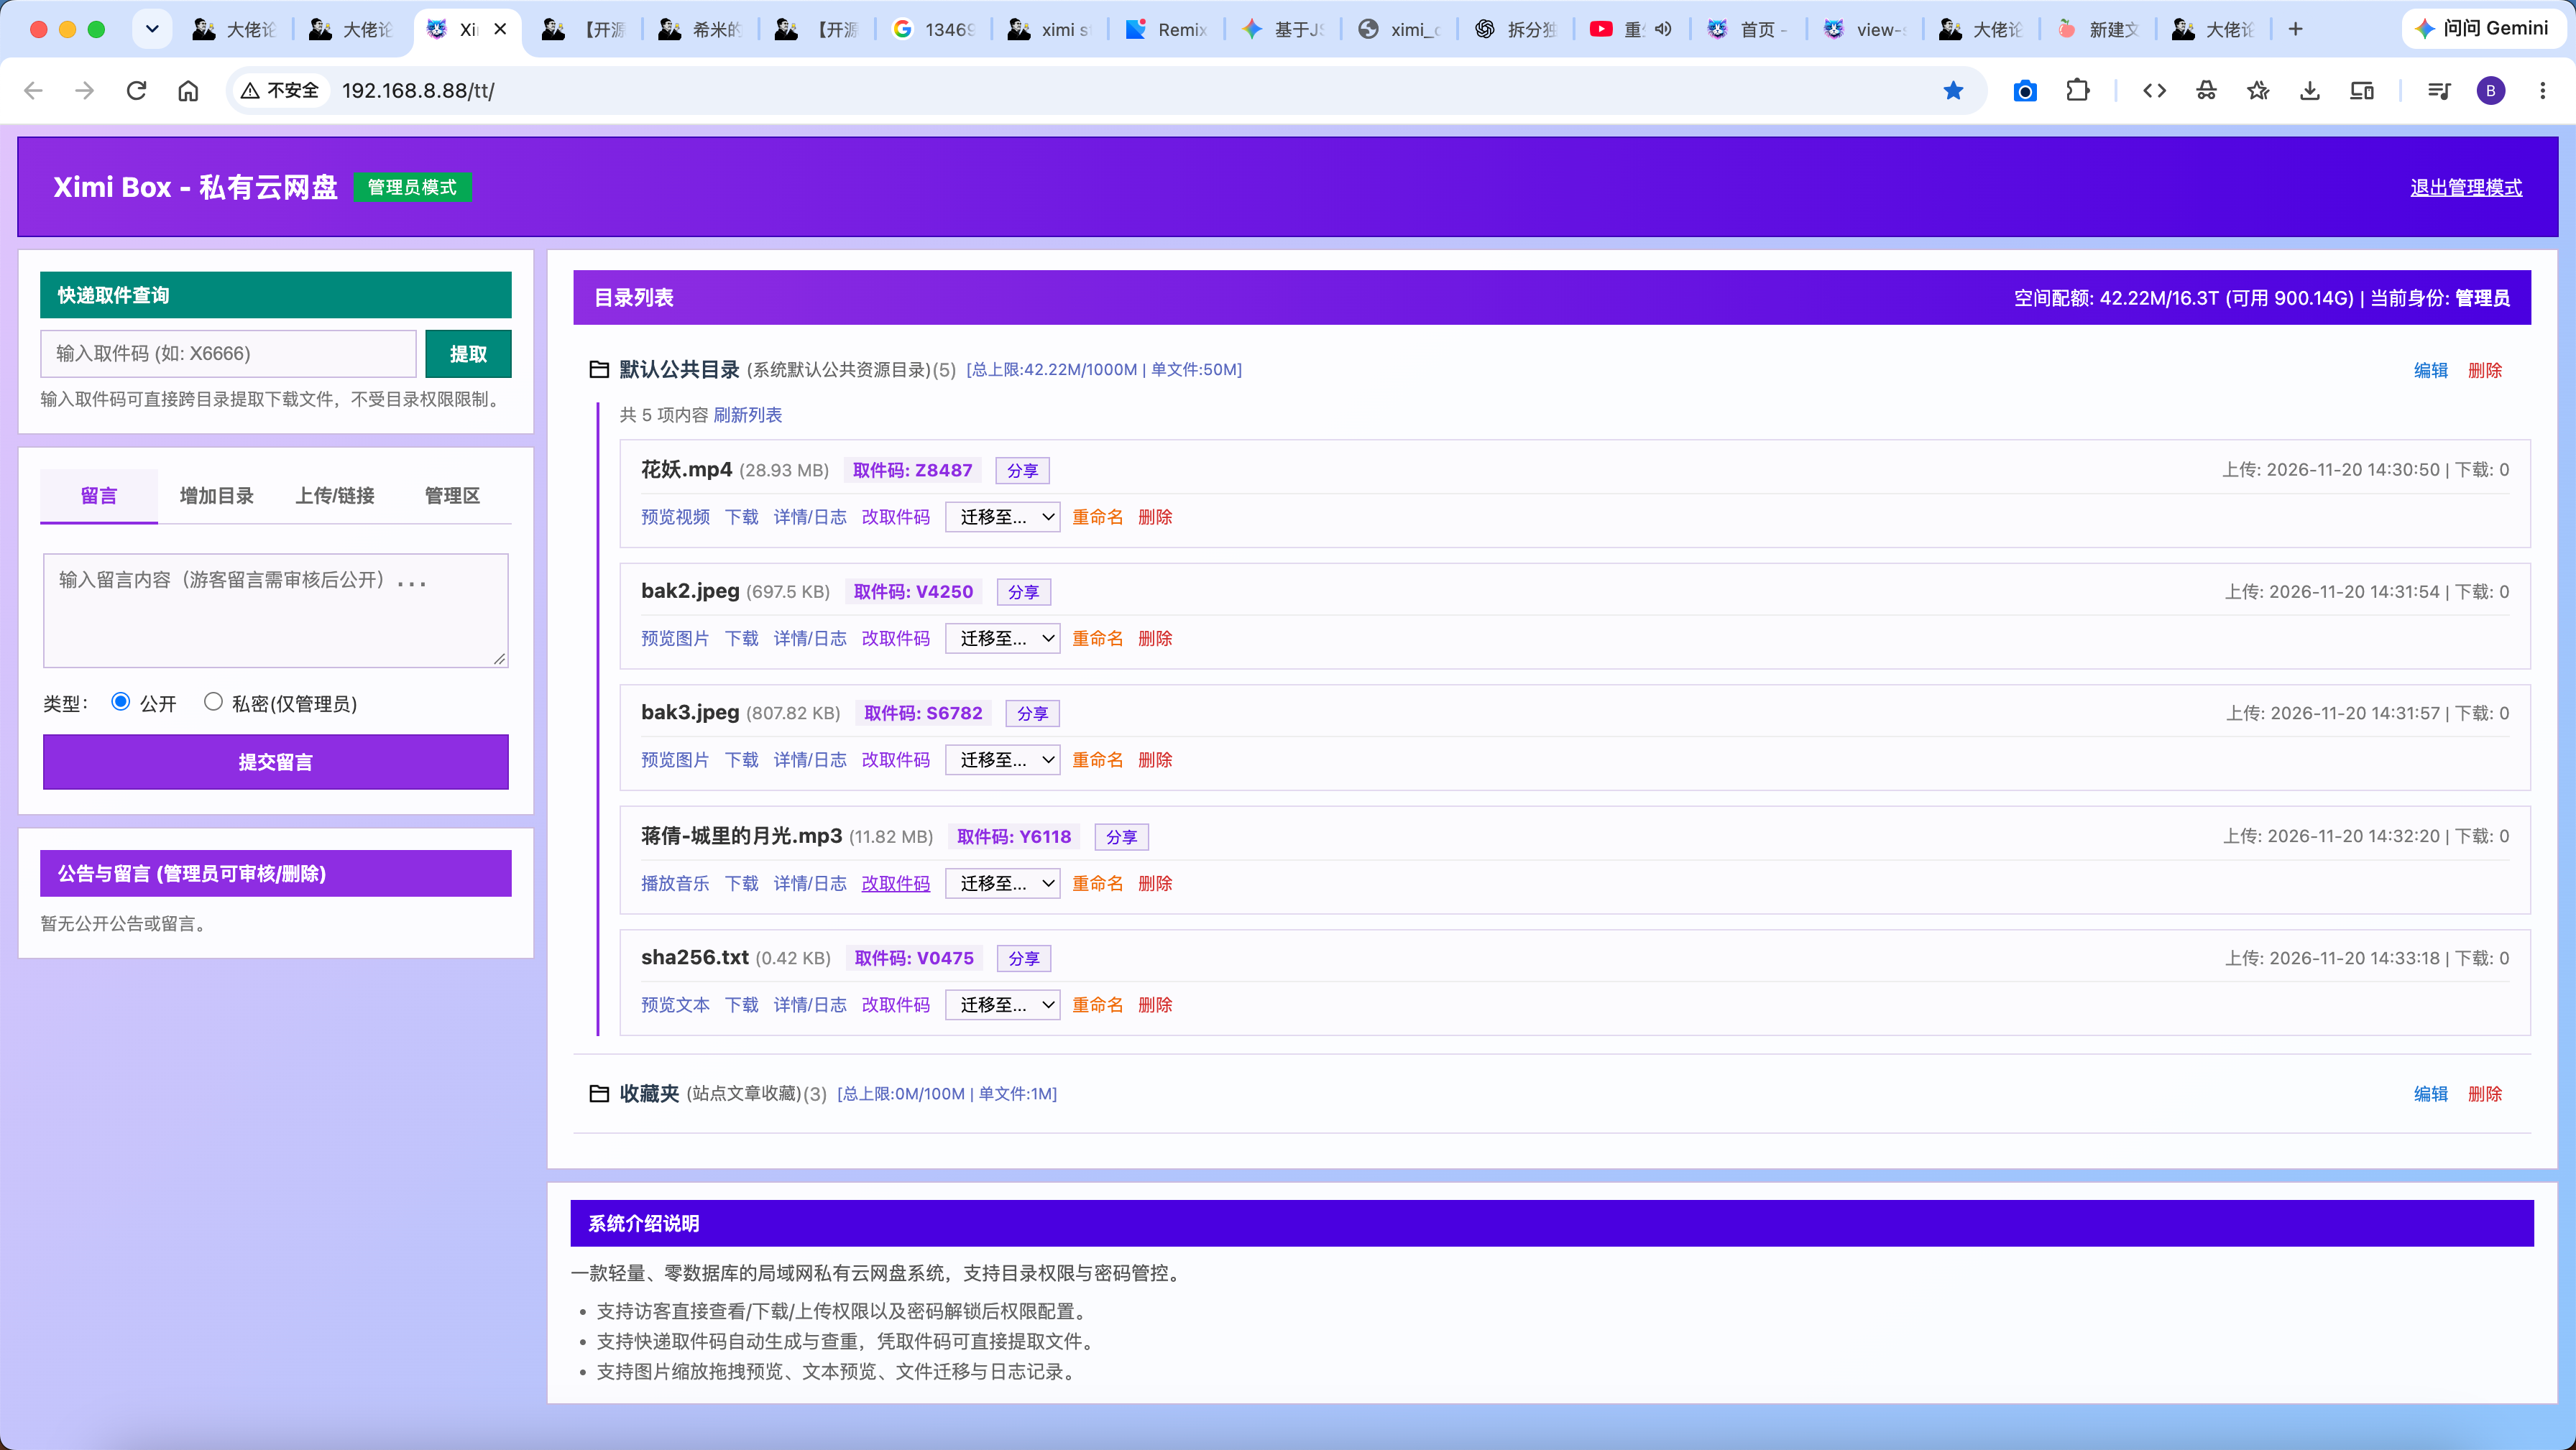 大佬论
大佬论
Xi
【开源
希米的
【开源
13469
ximi s
Remix
基于JS
ximi_c
拆分独
重生
首页 -
view-s
大佬论
新建文
大佬论
问问 Gemini
不安全
192.168.8.88/tt/
B
Ximi Box - 私有云网盘 管理员模式
退出管理模式
快递取件查询
输入取件码 (如: X6666)
提取
输入取件码可直接跨目录提取下载文件，不受目录权限限制。
留言 增加目录 上传/链接 管理区
输入留言内容（游客留言需审核后公开）...
类型： 公开 私密(仅管理员)
提交留言
公告与留言 (管理员可审核/删除)
暂无公开公告或留言。
目录列表
空间配额: 42.22M/16.3T (可用 900.14G) | 当前身份: 管理员
默认公共目录 (系统默认公共资源目录)(5) [总上限:42.22M/1000M | 单文件:50M]
编辑 删除
共 5 项内容 刷新列表
花妖.mp4 (28.93 MB) 取件码: Z8487 分享
上传: 2026-11-20 14:30:50 | 下载: 0
预览视频 下载 详情/日志 改取件码 迁移至... 重命名 删除
bak2.jpeg (697.5 KB) 取件码: V4250 分享
上传: 2026-11-20 14:31:54 | 下载: 0
预览图片 下载 详情/日志 改取件码 迁移至... 重命名 删除
bak3.jpeg (807.82 KB) 取件码: S6782 分享
上传: 2026-11-20 14:31:57 | 下载: 0
预览图片 下载 详情/日志 改取件码 迁移至... 重命名 删除
蒋倩-城里的月光.mp3 (11.82 MB) 取件码: Y6118 分享
上传: 2026-11-20 14:32:20 | 下载: 0
播放音乐 下载 详情/日志 改取件码 迁移至... 重命名 删除
sha256.txt (0.42 KB) 取件码: V0475 分享
上传: 2026-11-20 14:33:18 | 下载: 0
预览文本 下载 详情/日志 改取件码 迁移至... 重命名 删除
收藏夹 (站点文章收藏)(3) [总上限:0M/100M | 单文件:1M]
编辑 删除
系统介绍说明
一款轻量、零数据库的局域网私有云网盘系统，支持目录权限与密码管控。
• 支持访客直接查看/下载/上传权限以及密码解锁后权限配置。
• 支持快递取件码自动生成与查重，凭取件码可直接提取文件。
• 支持图片缩放拖拽预览、文本预览、文件迁移与日志记录。